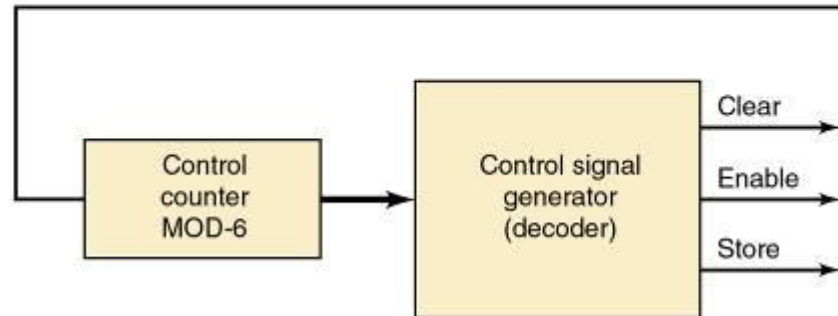 Control
counter
MOD-6
Control signal
generator
(decoder)
Clear
Enable
Store